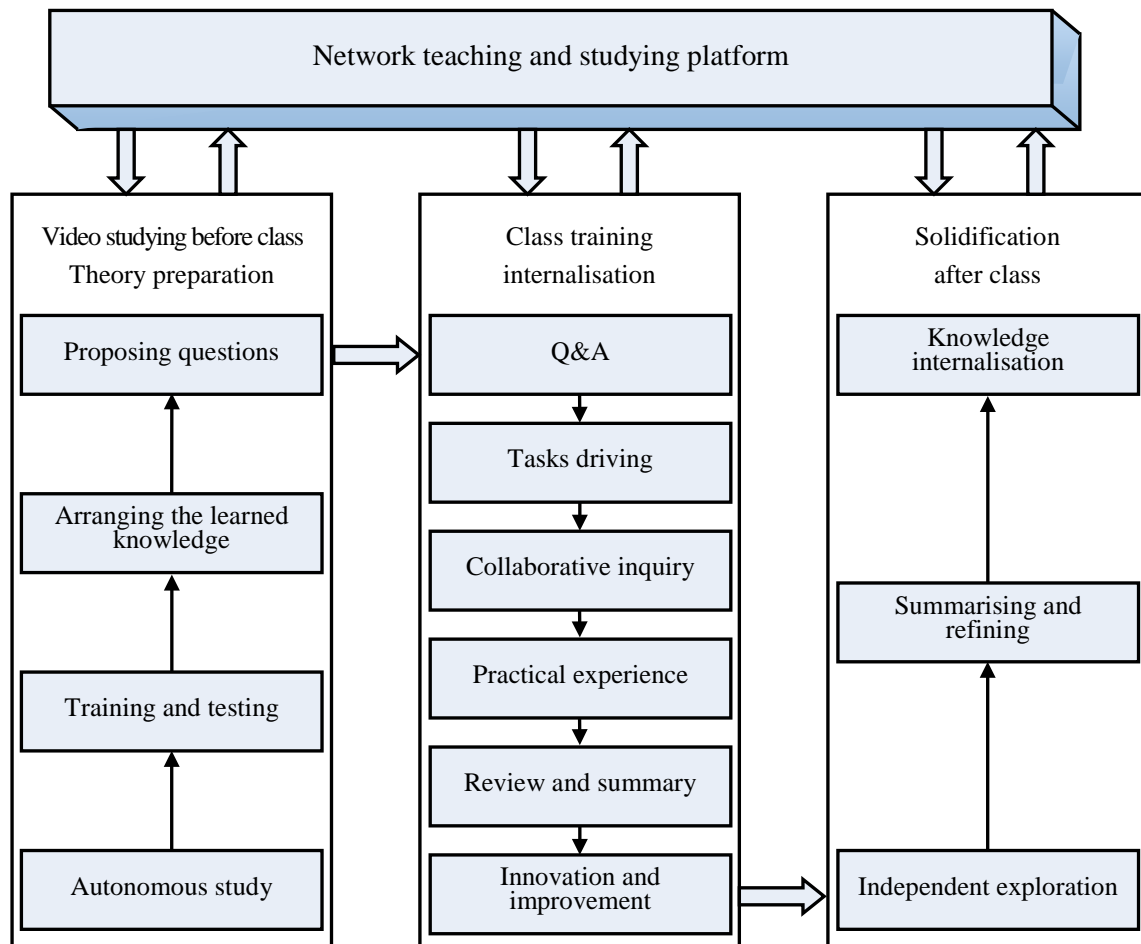 Network teaching and studying platform
Video studying before class
Theory preparation
Proposing questions
Arranging the learned
knowledge
Training and testing
Autonomous study
Class training
internalisation
Q&A
Tasks driving
Collaborative inquiry
Practical experience
Review and summary
Innovation and
improvement
Solidification
after class
Knowledge
internalisation
Summarising and
refining
Independent exploration